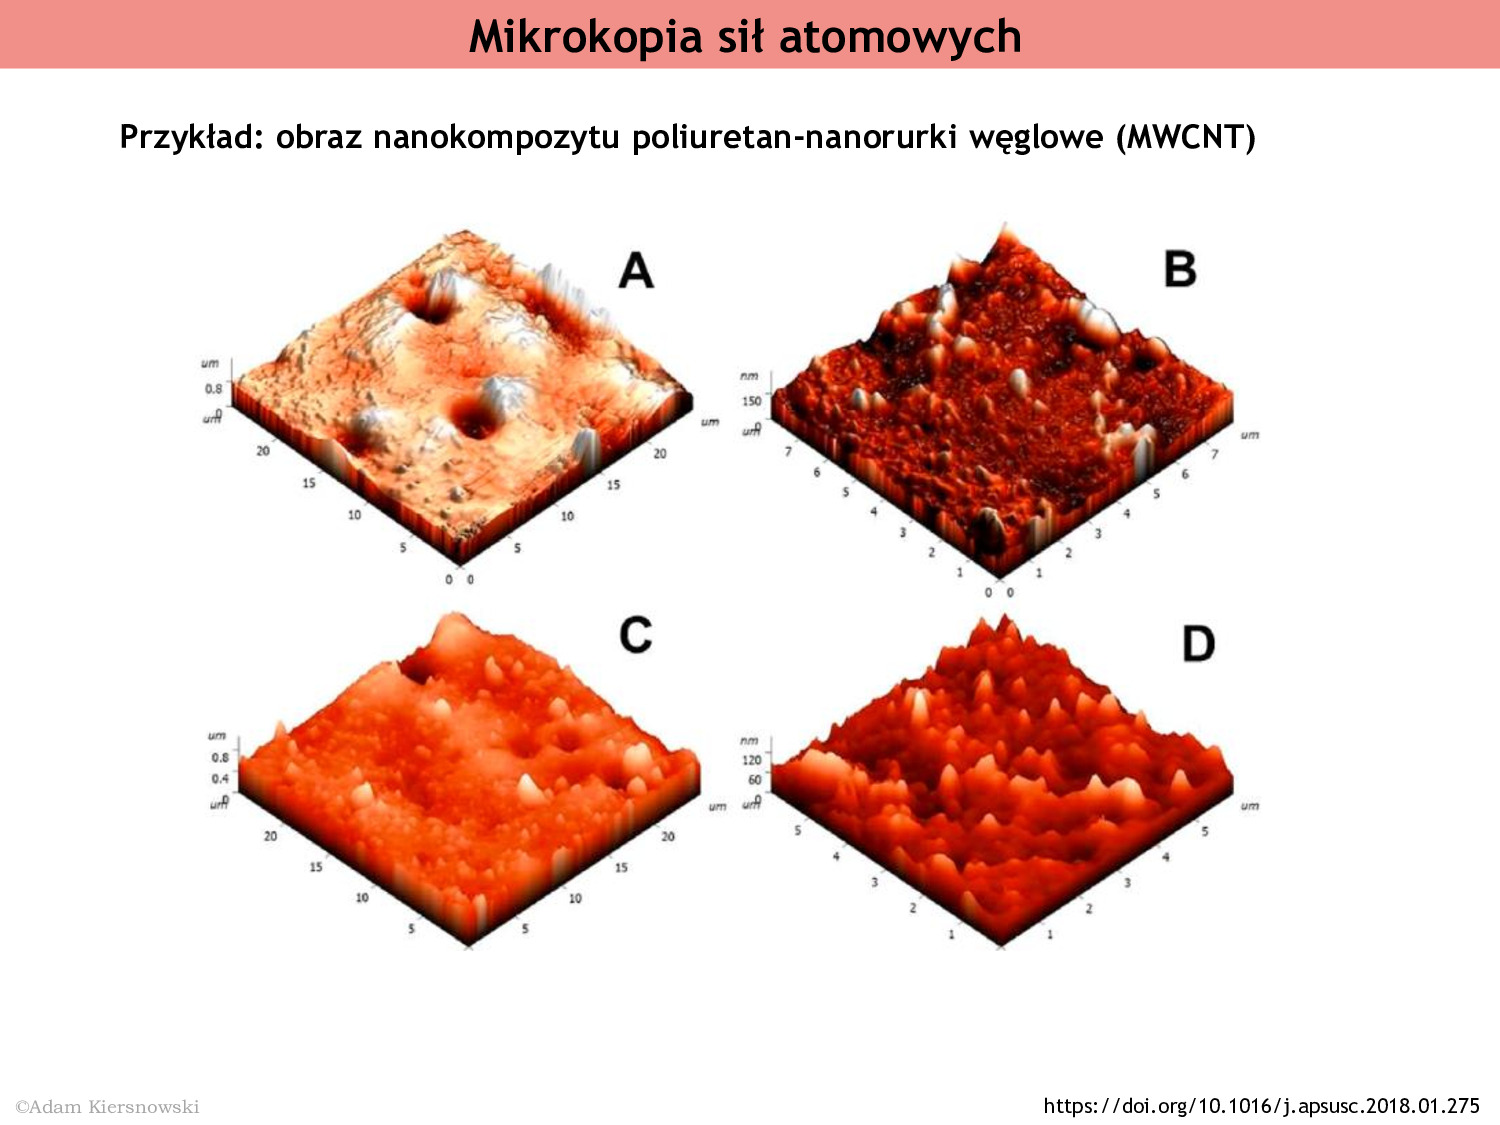 Mikrokopia sił atomowych
Przykład: obraz nanokompozytu poliuretan-nanorurki węglowe (MWCNT)
A
B
um
0.8
0
um
20
15
10
5
0
0
5
10
15
20
um
nm
150
0
um
7
6
5
4
3
2
1
0
0
1
2
3
4
5
6
7
um
C
D
um
0.8
0.4
0
um
20
15
10
5
5
10
15
20
um
nm
120
60
0
um
5
4
3
2
1
1
2
3
4
5
um
©Adam Kiersnowski
https://doi.org/10.1016/j.apsusc.2018.01.275